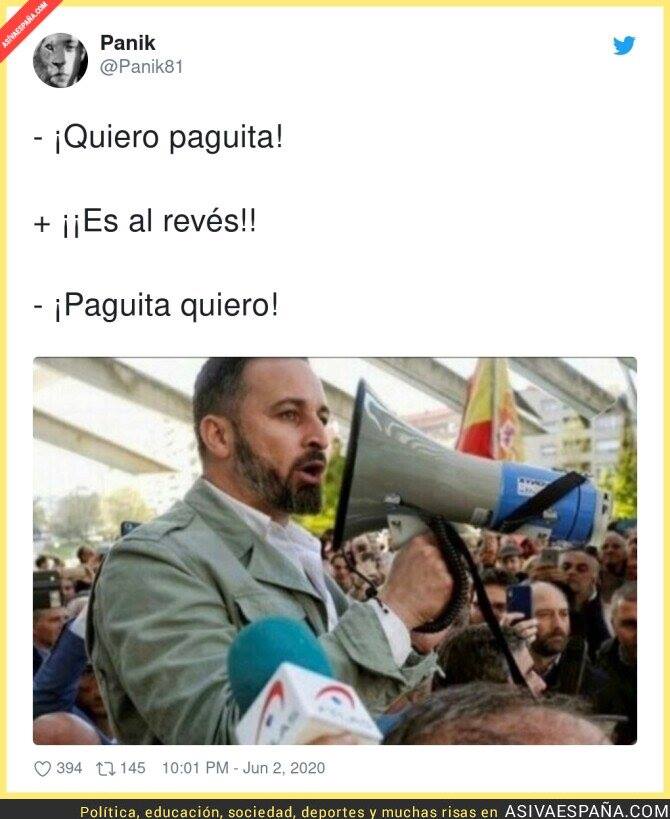 ASÍVAESPAÑA.COM
Panik
@Panik81
- ¡Quiero paguita!
+ ¡¡Es al revés!!
- ¡Paguita quiero!
394 145 10:01 PM - Jun 2, 2020
Política, educación, sociedad, deportes y muchas risas en ASIVAESPAÑA.COM